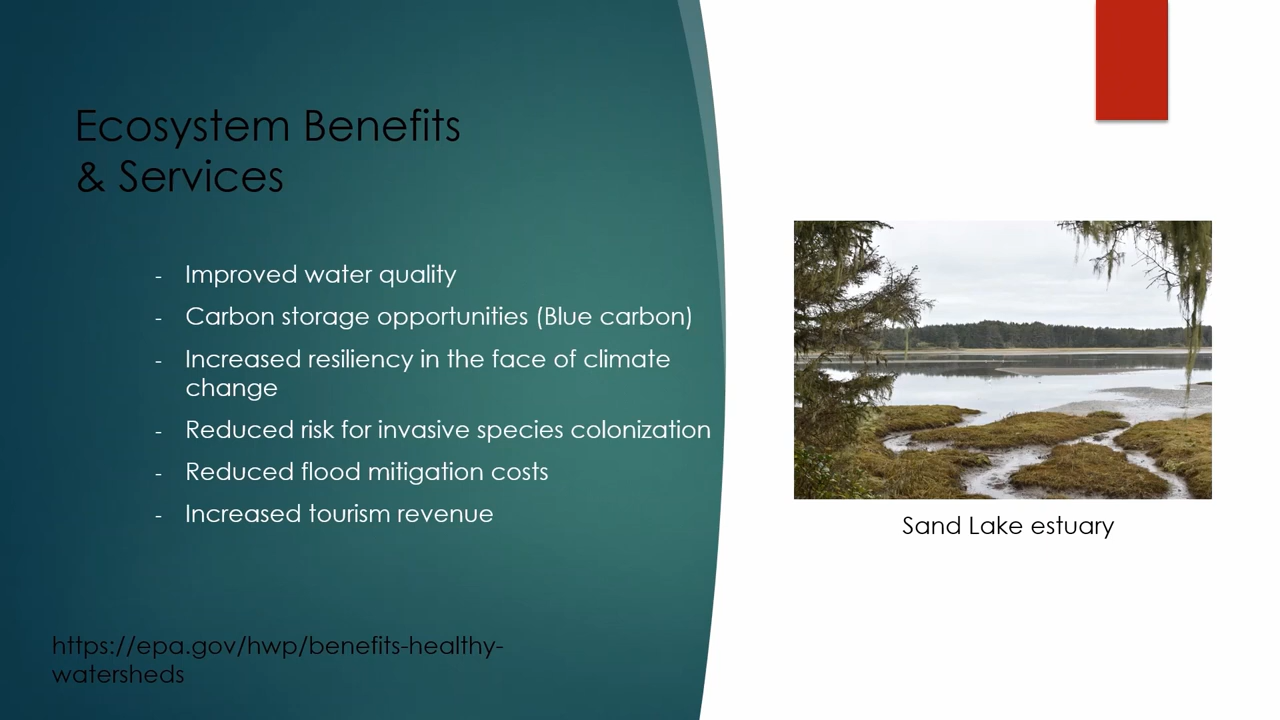 Ecosystem Benefits
& Services
- Improved water quality
- Carbon storage opportunities (Blue carbon)
- Increased resiliency in the face of climate
change
- Reduced risk for invasive species colonization
- Reduced flood mitigation costs
- Increased tourism revenue
https://epa.gov/hwp/benefits-healthy-
watersheds
Sand Lake estuary